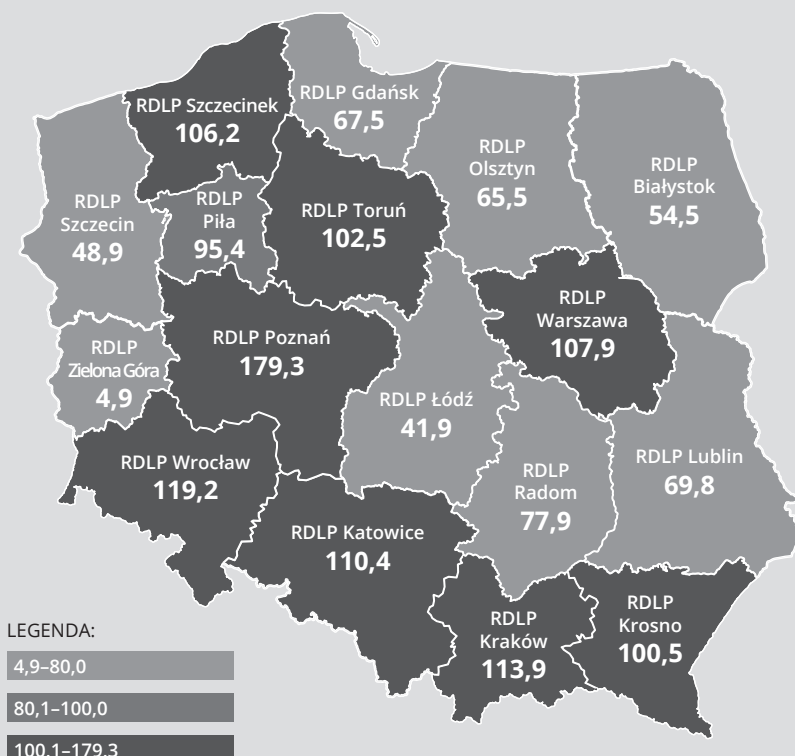 RDLP Szczecinek
106,2
RDLP Gdańsk
67,5
RDLP
Olsztyn
65,5
RDLP
Białystok
54,5
RDLP
Szczecin
48,9
RDLP
Piła
95,4
RDLP Toruń
102,5
RDLP
Warszawa
107,9
RDLP
Zielona Góra
4,9
RDLP Poznań
179,3
RDLP Łódź
41,9
RDLP Wrocław
119,2
RDLP
Radom
77,9
RDLP Lublin
69,8
RDLP Katowice
110,4
RDLP
Kraków
113,9
RDLP
Krosno
100,5
LEGENDA:
4,9–80,0
80,1–100,0
100,1–179,3